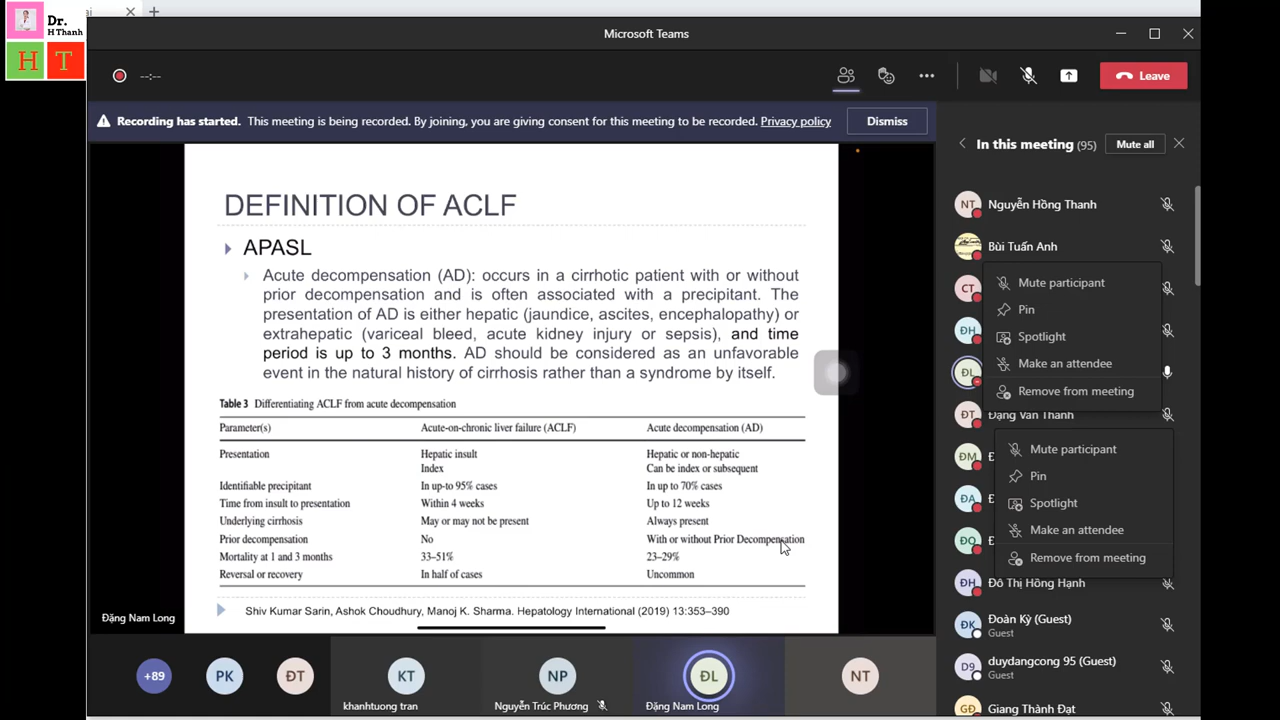 Dr.
H Thanh
H T
ai
Microsoft Teams
--:--
Leave
Recording has started. This meeting is being recorded. By joining, you are giving consent for this meeting to be recorded. Privacy policy
Dismiss
DEFINITION OF ACLF
APASL
Acute decompensation (AD): occurs in a cirrhotic patient with or without
prior decompensation and is often associated with a precipitant. The
presentation of AD is either hepatic (jaundice, ascites, encephalopathy) or
extrahepatic (variceal bleed, acute kidney injury or sepsis), and time
period is up to 3 months. AD should be considered as an unfavorable
event in the natural history of cirrhosis rather than a syndrome by itself.
Table 3 Differentiating ACLF from acute decompensation
Parameter(s) Acute-on-chronic liver failure (ACLF) Acute decompensation (AD)
Presentation Hepatic insult Hepatic or non-hepatic
Index Can be index or subsequent
Identifiable precipitant In up-to 95% cases In up to 70% cases
Time from insult to presentation Within 4 weeks Up to 12 weeks
Underlying cirrhosis May or may not be present Always present
Prior decompensation No With or without Prior Decompensation
Mortality at 1 and 3 months 33–51% 23–29%
Reversal or recovery In half of cases Uncommon
Shiv Kumar Sarin, Ashok Choudhury, Manoj K. Sharma. Hepatology International (2019) 13:353–390
Đặng Nam Long
+89
PK
ĐT
KT
khanhtuong tran
NP
Nguyễn Trúc Phương
ĐL
Đặng Nam Long
NT
In this meeting (95)
Mute all
NT Nguyễn Hồng Thanh
Bùi Tuấn Anh
CT
Mute participant
Pin
ĐH
Spotlight
Make an attendee
ĐL
Remove from meeting
ĐT Đặng Văn Thành
ĐM
Mute participant
Pin
ĐA
Spotlight
Make an attendee
ĐQ
Remove from meeting
ĐH Đô Thị Hồng Hạnh
ĐK Đoàn Kỳ (Guest)
Guest
D9 duydangcong 95 (Guest)
Guest
GĐ Giang Thành Đạt